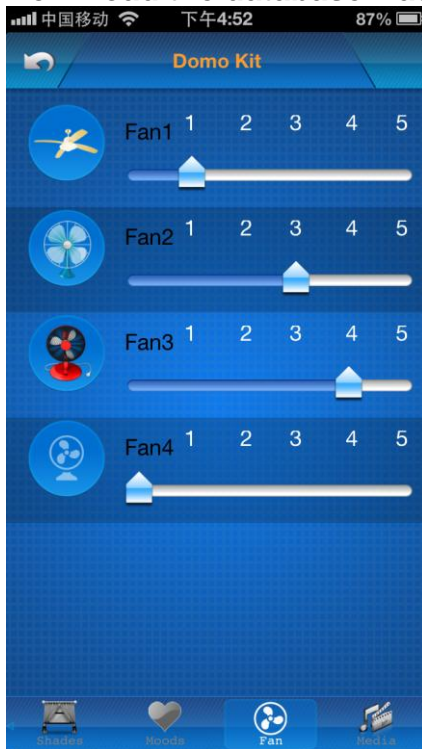 中国移动 下午4:52 87%
Domo Kit
Fan1 1 2 3 4 5
Fan2 1 2 3 4 5
Fan3 1 2 3 4 5
Fan4 1 2 3 4 5
Shades Moods Fan Media